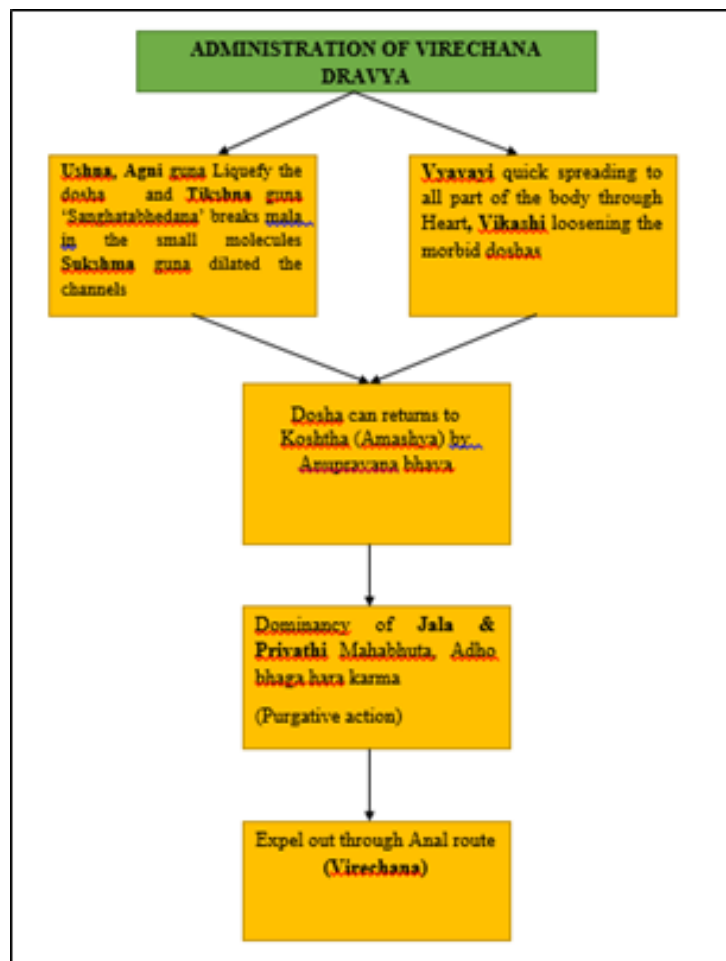 ADMINISTRATION OF VIRECHANA
DRAVYA
Ushna, Agni guna Liquefy the
dosha and Tikshna guna
‘Sanghatabhedana’ breaks mala
in the small molecules
Sukshma guna dilated the
channels
Vyavayi quick spreading to
all part of the body through
Heart, Vikashi loosening the
morbid doshas
Dosha can returns to
Koshtha (Amashya) by
Anupravana bhava
Dominancy of Jala &
Privathi Mahabhuta, Adho
bhaga hara karma
(Purgative action)
Expel out through Anal route
(Virechana)